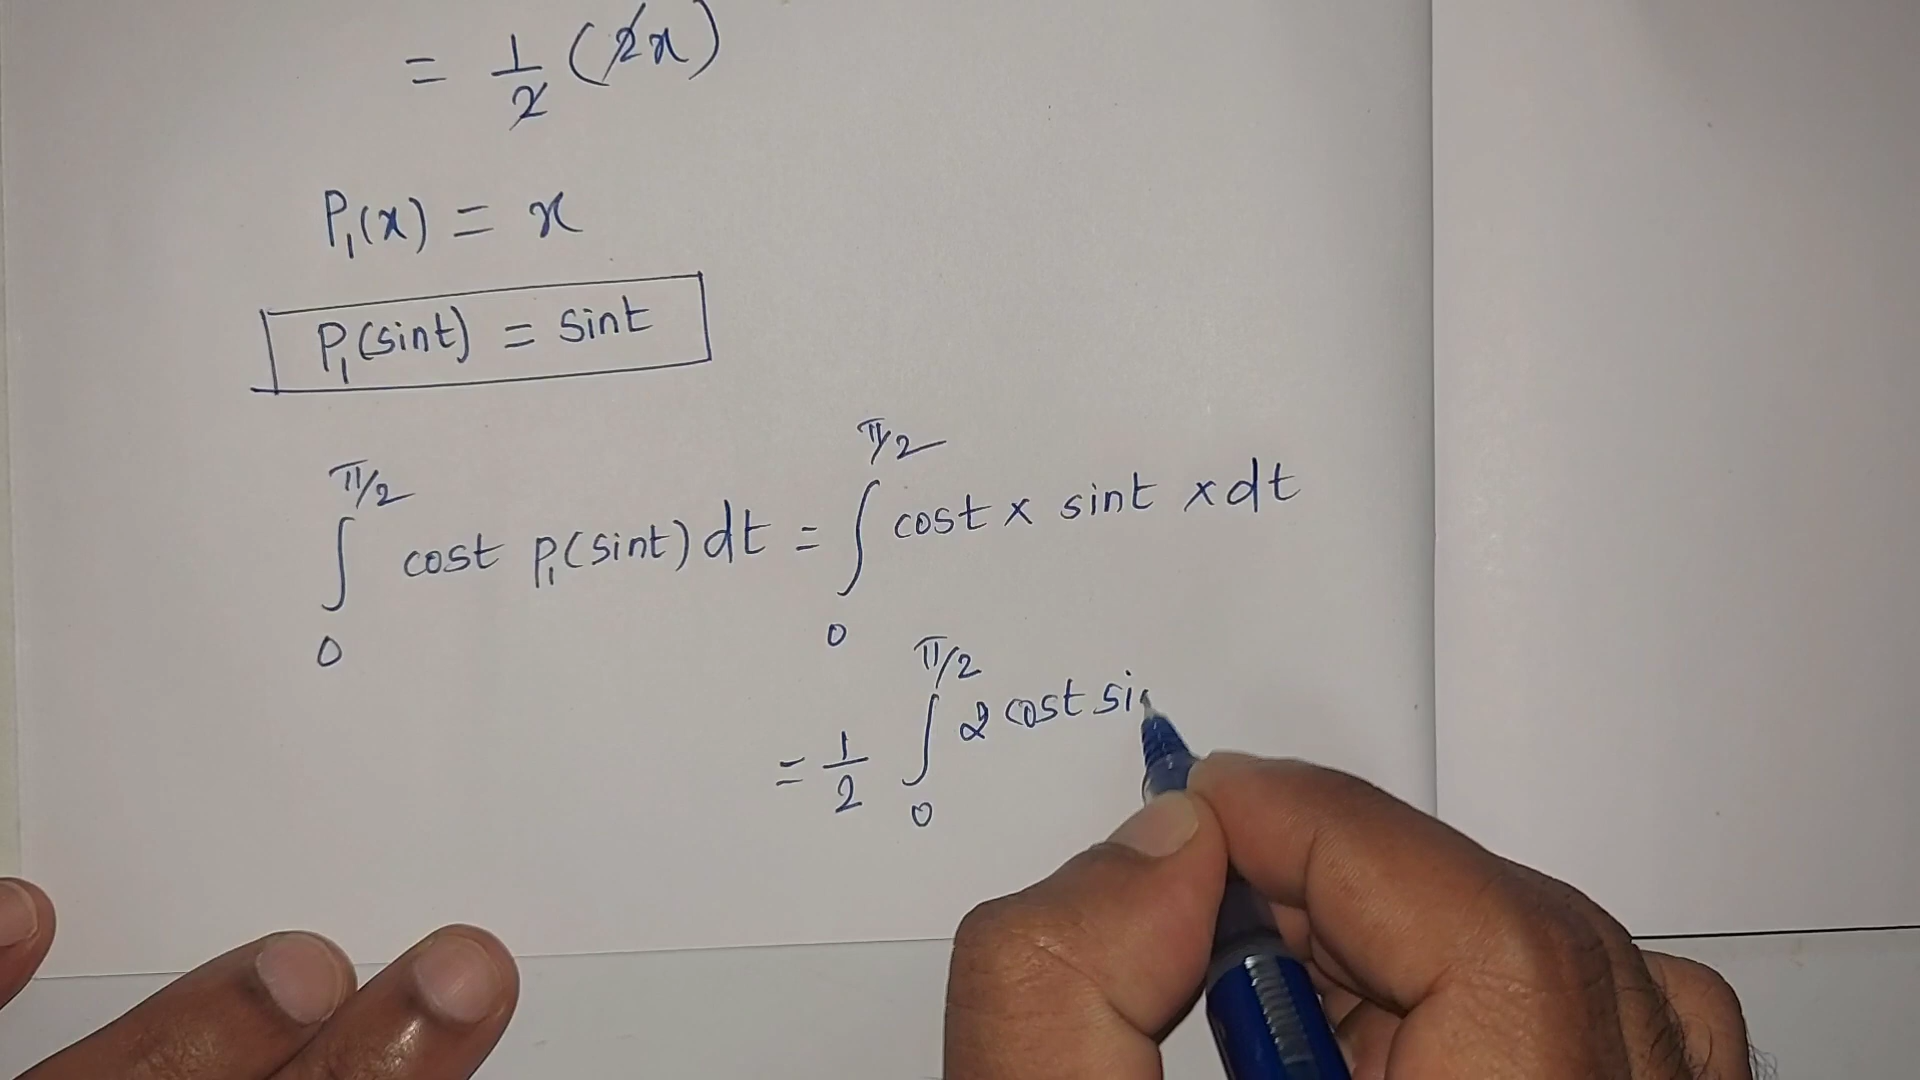 = 1/2 (2x)
P₁(x) = x
P₁(sint) = sint
∫₀^π/2 cost P₁(sint) dt = ∫₀^π/2 cost x sint x dt
= 1/2 ∫₀^π/2 2 cost sin